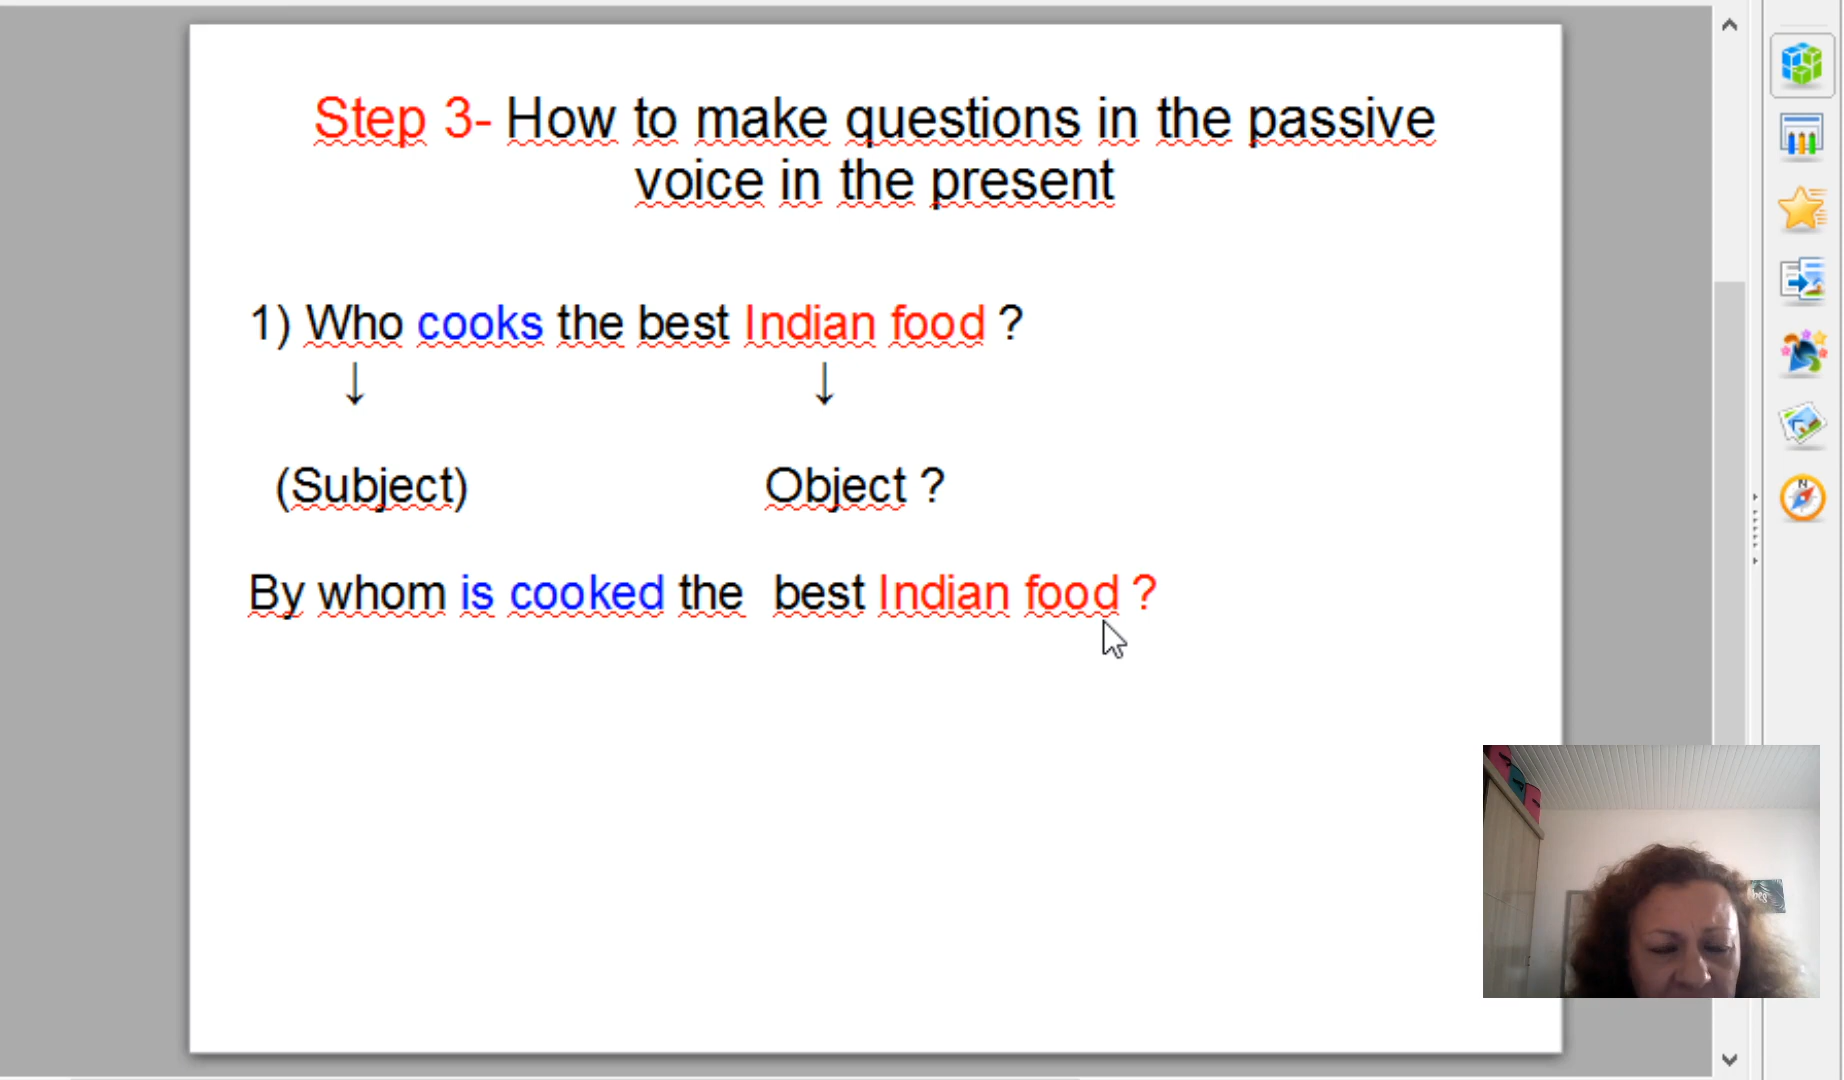 Step 3- How to make questions in the passive
voice in the present
1) Who cooks the best Indian food ?
↓ ↓
(Subject) Object ?
By whom is cooked the best Indian food ?
N